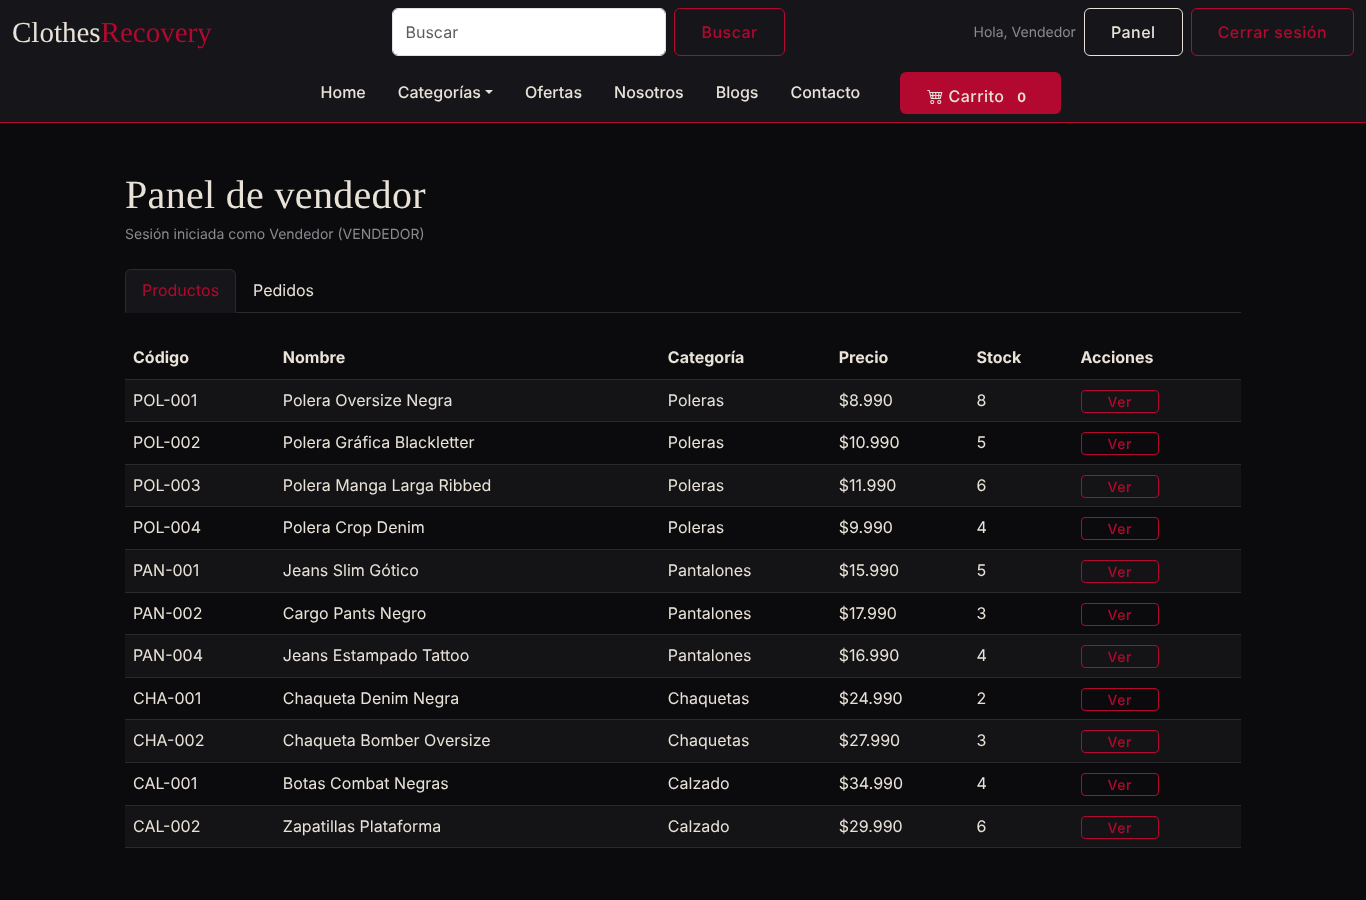 ClothesRecovery
Buscar
Buscar
Hola, Vendedor
Panel
Cerrar sesión
Home
Categorías
Ofertas
Nosotros
Blogs
Contacto
Carrito 0
Panel de vendedor
Sesión iniciada como Vendedor (VENDEDOR)
Productos
Pedidos
Código Nombre Categoría Precio Stock Acciones
POL-001 Polera Oversize Negra Poleras $8.990 8 Ver
POL-002 Polera Gráfica Blackletter Poleras $10.990 5 Ver
POL-003 Polera Manga Larga Ribbed Poleras $11.990 6 Ver
POL-004 Polera Crop Denim Poleras $9.990 4 Ver
PAN-001 Jeans Slim Gótico Pantalones $15.990 5 Ver
PAN-002 Cargo Pants Negro Pantalones $17.990 3 Ver
PAN-004 Jeans Estampado Tattoo Pantalones $16.990 4 Ver
CHA-001 Chaqueta Denim Negra Chaquetas $24.990 2 Ver
CHA-002 Chaqueta Bomber Oversize Chaquetas $27.990 3 Ver
CAL-001 Botas Combat Negras Calzado $34.990 4 Ver
CAL-002 Zapatillas Plataforma Calzado $29.990 6 Ver